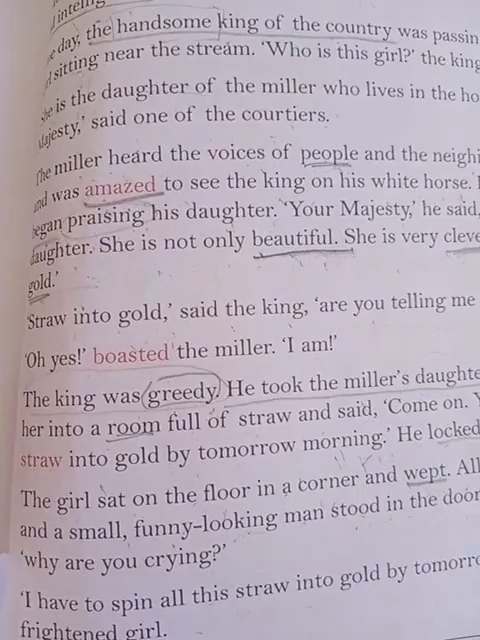 day, the handsome king of the country was passin
sitting near the stream. 'Who is this girl?' the king
is the daughter of the miller who lives in the ho
Majesty,' said one of the courtiers.
The miller heard the voices of people and the neighi
and was amazed to see the king on his white horse.
began praising his daughter. 'Your Majesty,' he said,
daughter. She is not only beautiful. She is very cleve
gold.'
'Straw into gold,' said the king, 'are you telling me
'Oh yes!' boasted the miller. 'I am!'
The king was greedy. He took the miller's daughte
her into a room full of straw and said, 'Come on. Y
straw into gold by tomorrow morning.' He locked
The girl sat on the floor in a corner and wept. All
and a small, funny-looking man stood in the door
'why are you crying?'
'I have to spin all this straw into gold by tomorro
frightened girl.